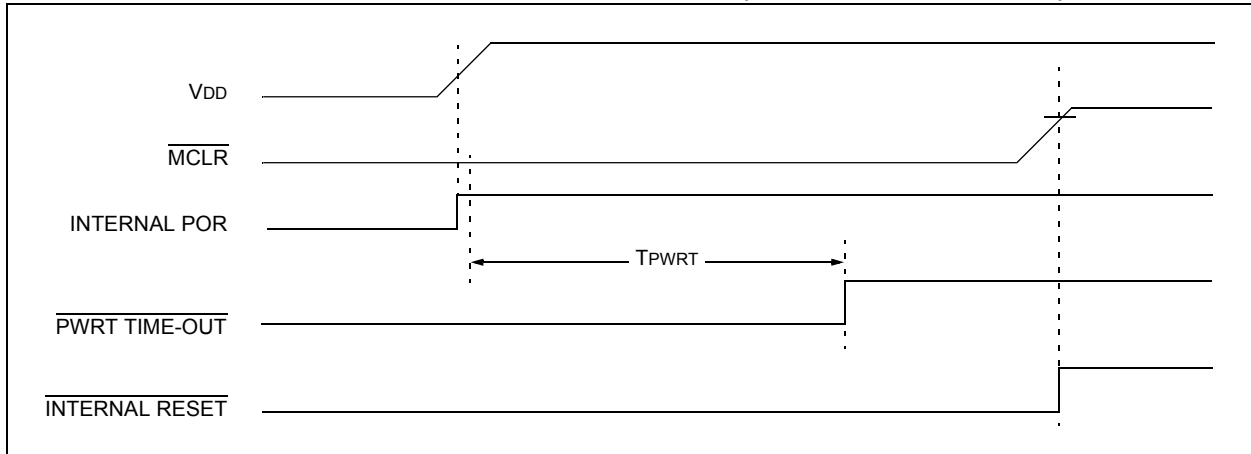 VDD
MCLR
INTERNAL POR
TPWRT
PWRT TIME-OUT
INTERNAL RESET